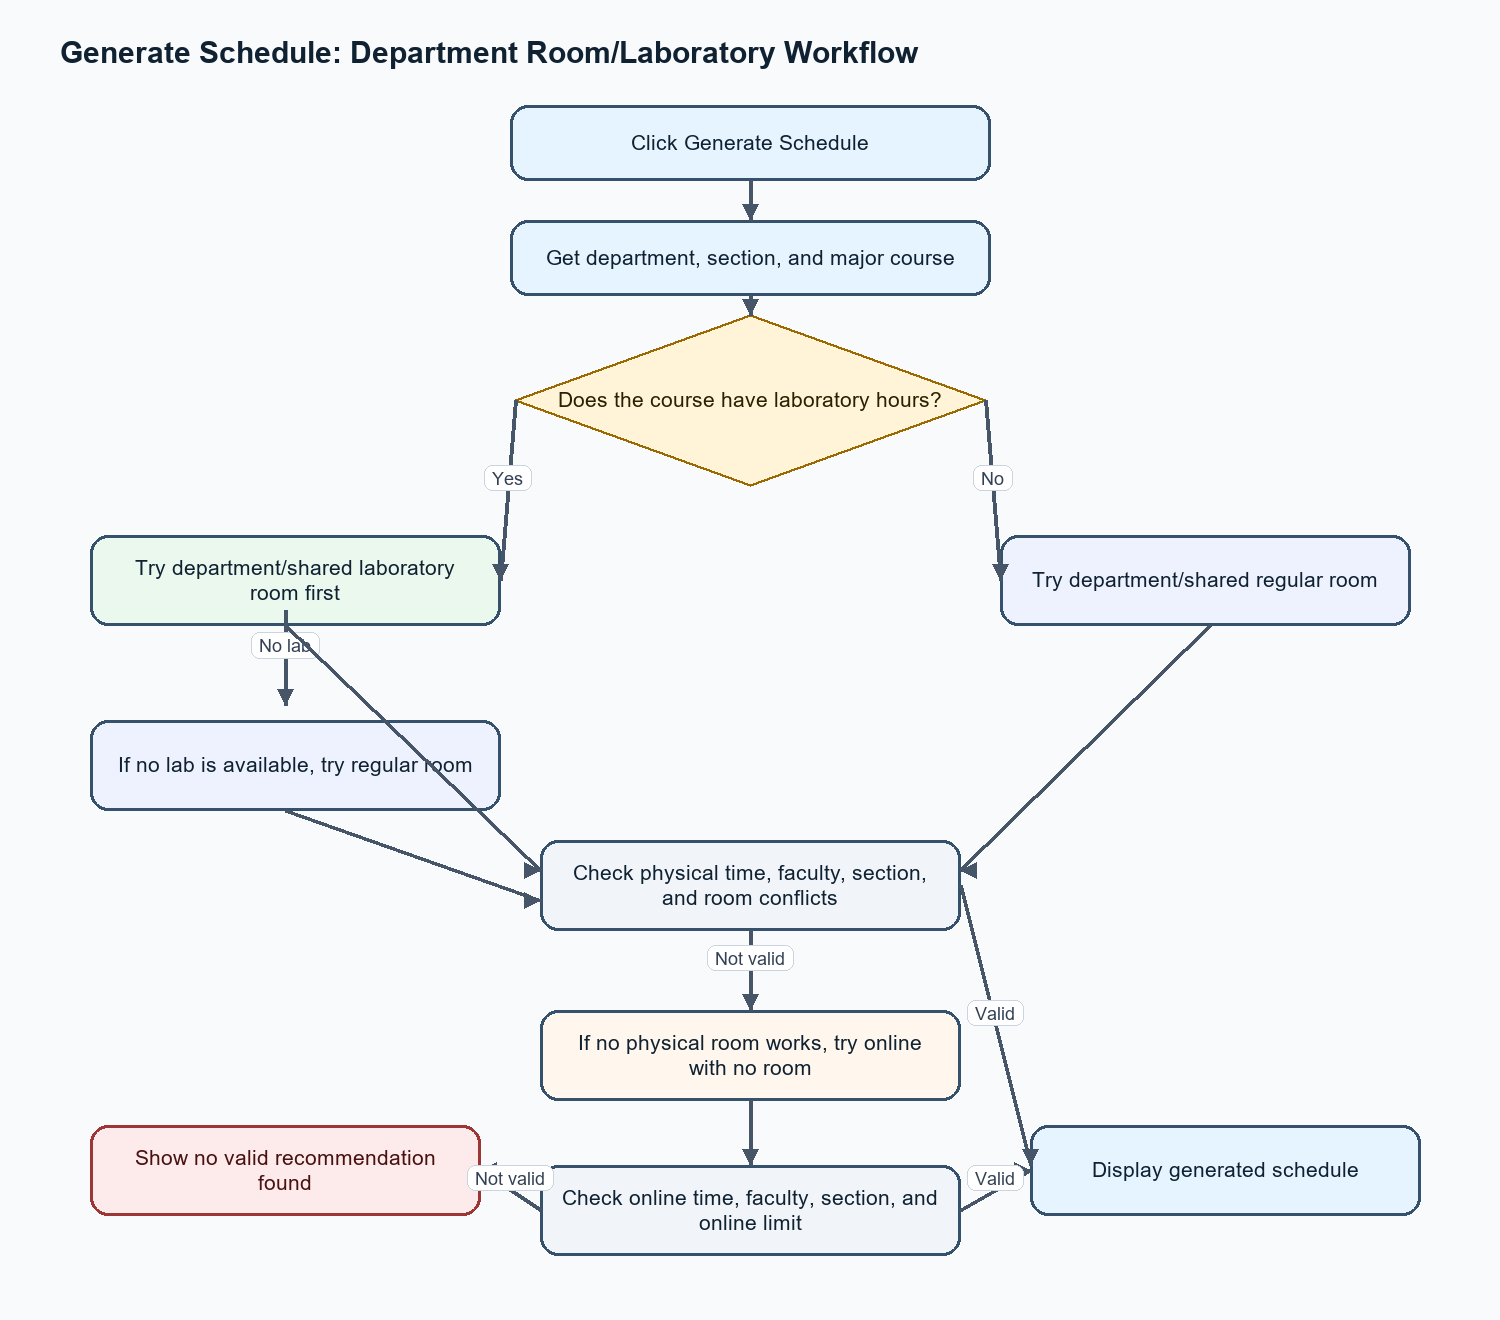 Generate Schedule: Department Room/Laboratory Workflow
Click Generate Schedule
Get department, section, and major course
Does the course have laboratory hours?
Yes
No
Try department/shared laboratory
room first
Try department/shared regular room
No lab
If no lab is available, try regular room
Check physical time, faculty, section,
and room conflicts
Not valid
Valid
If no physical room works, try online
with no room
Show no valid recommendation
found
Not valid
Check online time, faculty, section, and
online limit
Valid
Display generated schedule